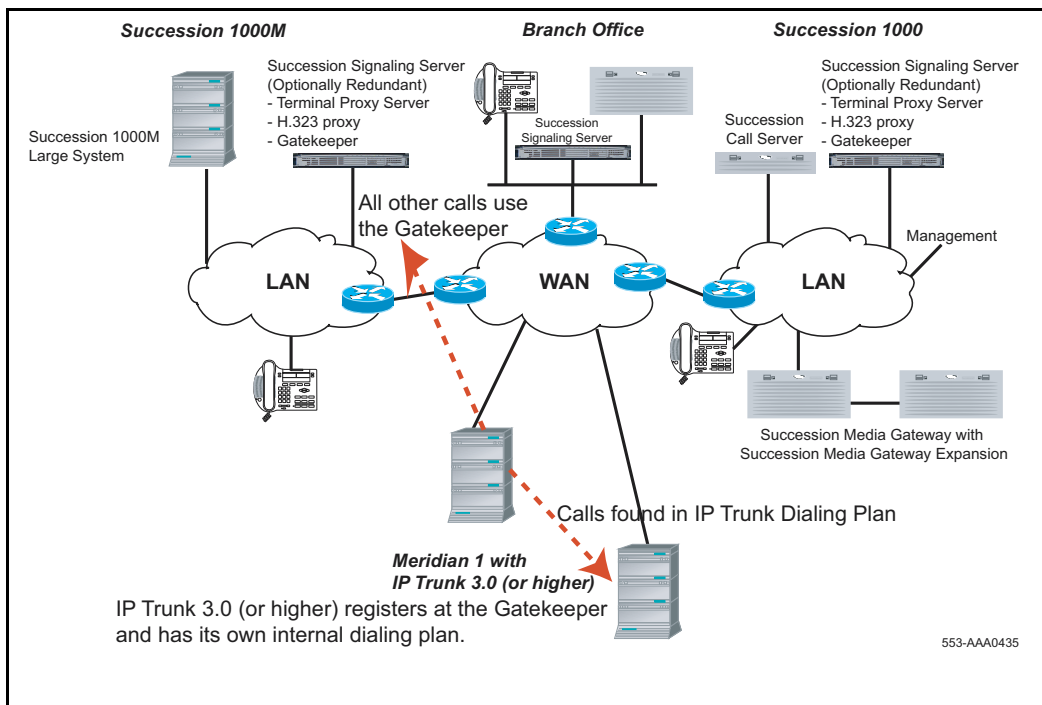 Succession 1000M
Branch Office
Succession 1000
Succession Signaling Server
(Optionally Redundant)
- Terminal Proxy Server
- H.323 proxy
- Gatekeeper
Succession 1000M
Large System
Succession
Signaling Server
Succession
Call Server
Succession Signaling Server
(Optionally Redundant)
- Terminal Proxy Server
- H.323 proxy
- Gatekeeper
All other calls use
the Gatekeeper
Management
LAN
WAN
LAN
Succession Media Gateway with
Succession Media Gateway Expansion
Calls found in IP Trunk Dialing Plan
Meridian 1 with
IP Trunk 3.0 (or higher)
IP Trunk 3.0 (or higher) registers at the Gatekeeper
and has its own internal dialing plan.
553-AAA0435